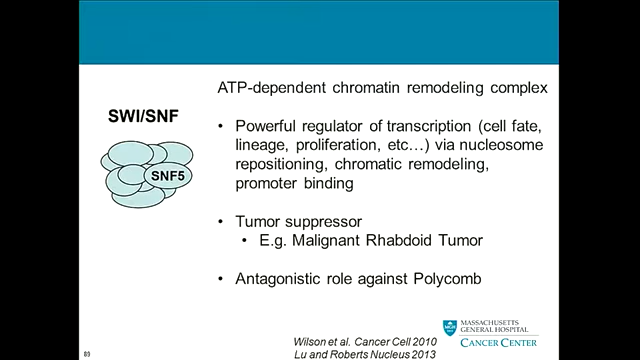 ATP-dependent chromatin remodeling complex
SWI/SNF
SNF5
• Powerful regulator of transcription (cell fate,
lineage, proliferation, etc…) via nucleosome
repositioning, chromatic remodeling,
promoter binding
• Tumor suppressor
• E.g. Malignant Rhabdoid Tumor
• Antagonistic role against Polycomb
Wilson et al. Cancer Cell 2010
Lu and Roberts Nucleus 2013
MASSACHUSETTS
GENERAL HOSPITAL
CANCER CENTER
MGH
89